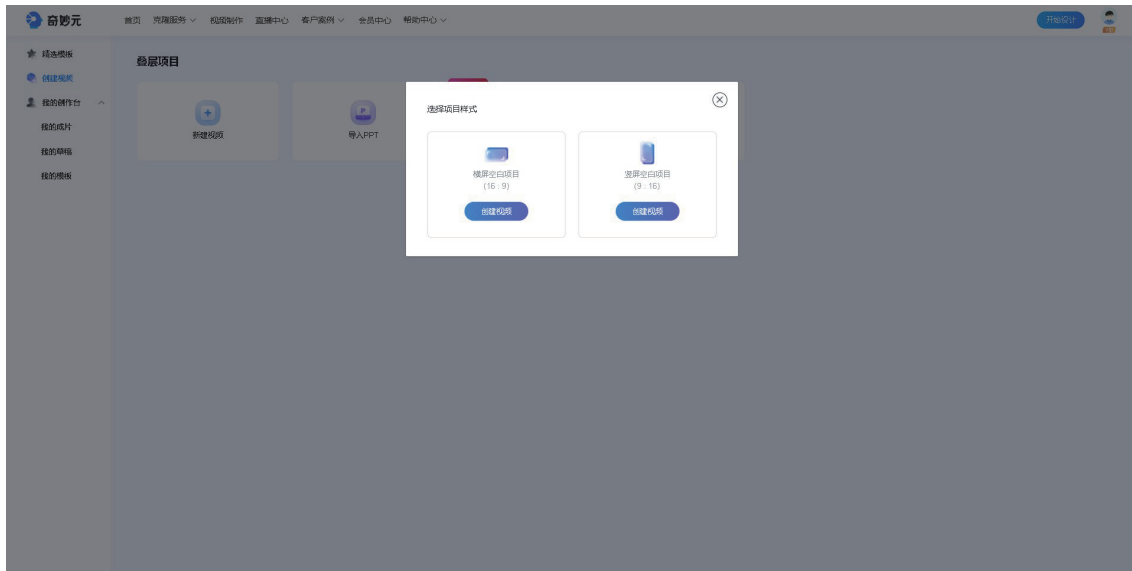 奇妙元
首页 克隆服务 视频制作 直播中心 客户案例 会员中心 帮助中心
开始设计
精选模板
创建视频
我的创作台
我的成片
我的草稿
我的模板
叠层项目
新建视频
导入PPT
选择项目样式
横屏空白项目
(16 : 9)
创建视频
竖屏空白项目
(9 : 16)
创建视频